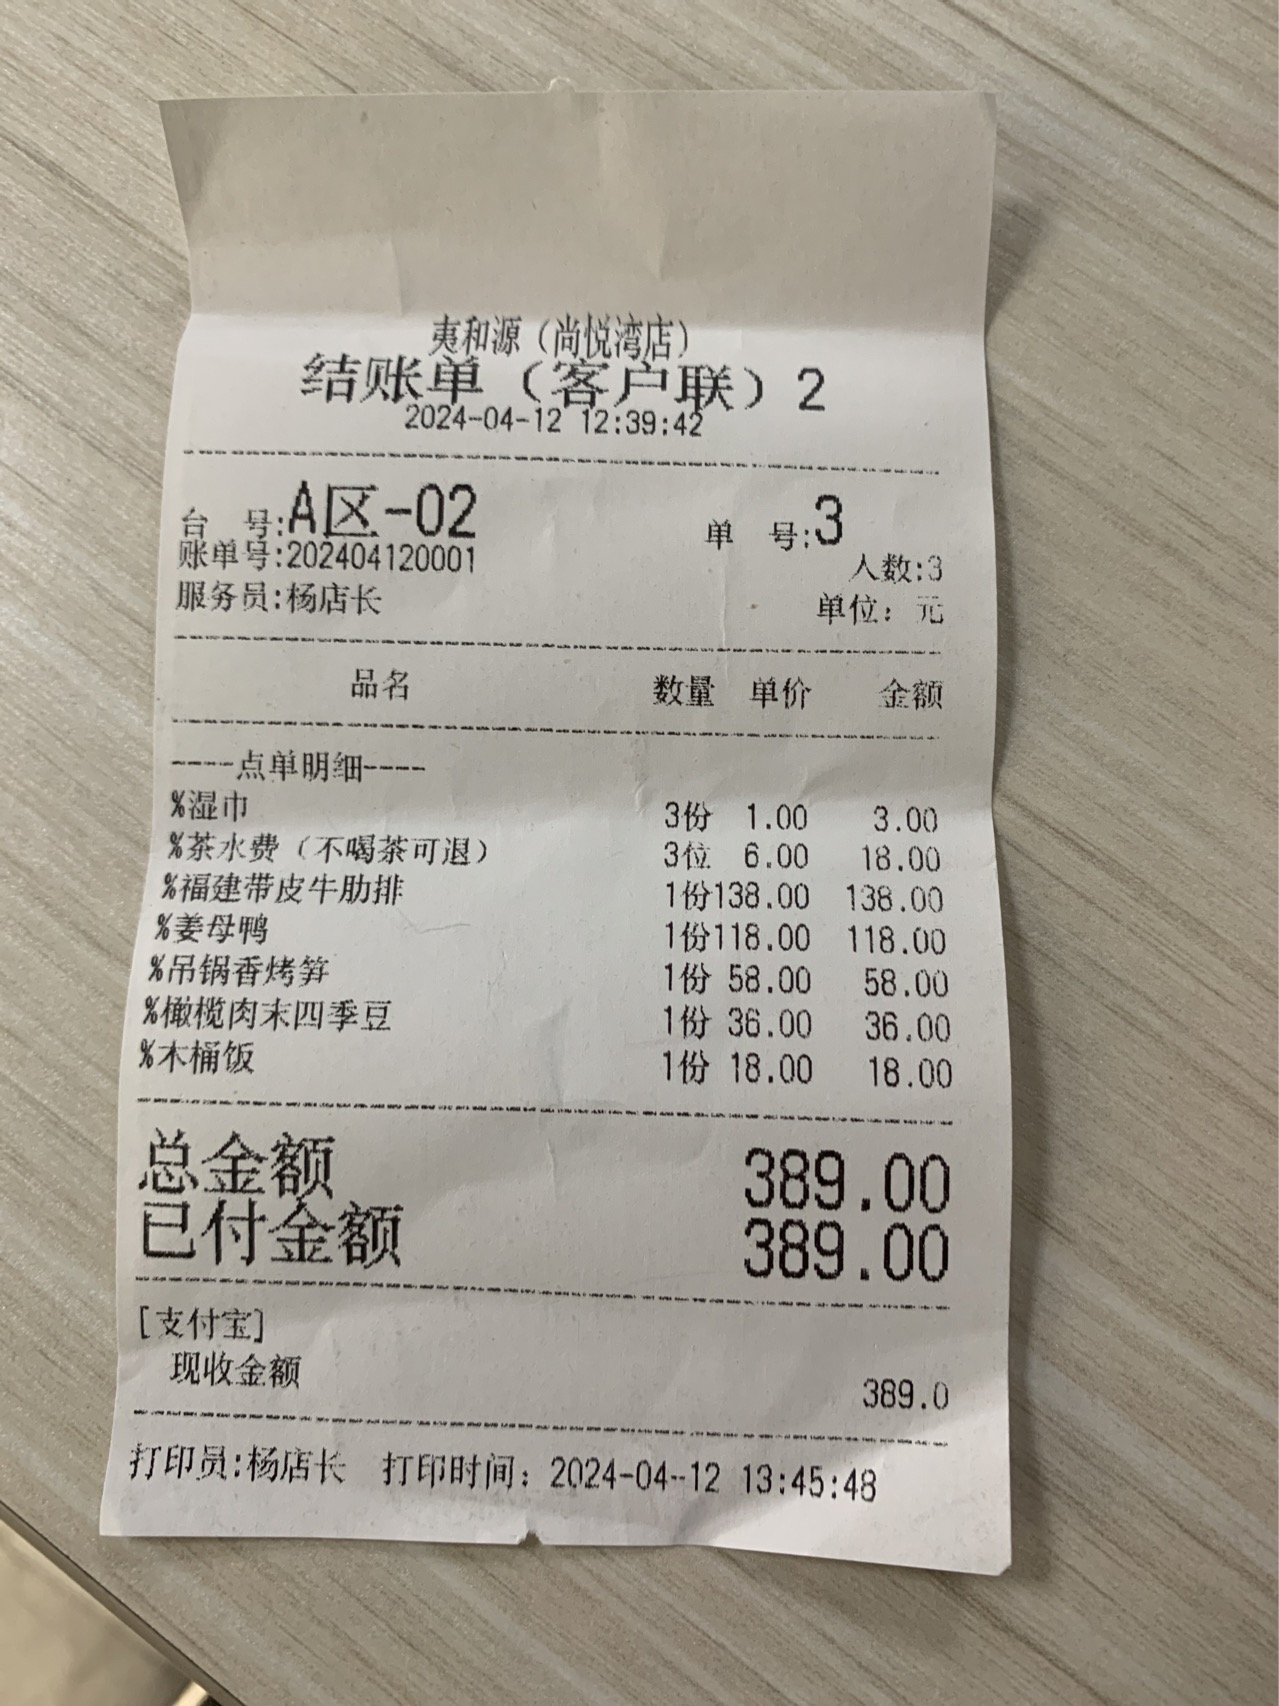 夷和源（尚悦湾店）
结账单（客户联）2
2024-04-12 12:39:42
台 号:A区-02 单 号:3
账单号:202404120001 人数:3
服务员:杨店长 单位：元
品名 数量 单价 金额
----点单明细----
%湿巾 3份 1.00 3.00
%茶水费（不喝茶可退） 3位 6.00 18.00
%福建带皮牛肋排 1份138.00 138.00
%姜母鸭 1份118.00 118.00
%吊锅香烤笋 1份 58.00 58.00
%橄榄肉末四季豆 1份 36.00 36.00
%木桶饭 1份 18.00 18.00
总金额 389.00
已付金额 389.00
[支付宝]
现收金额 389.0
打印员:杨店长 打印时间：2024-04-12 13:45:48